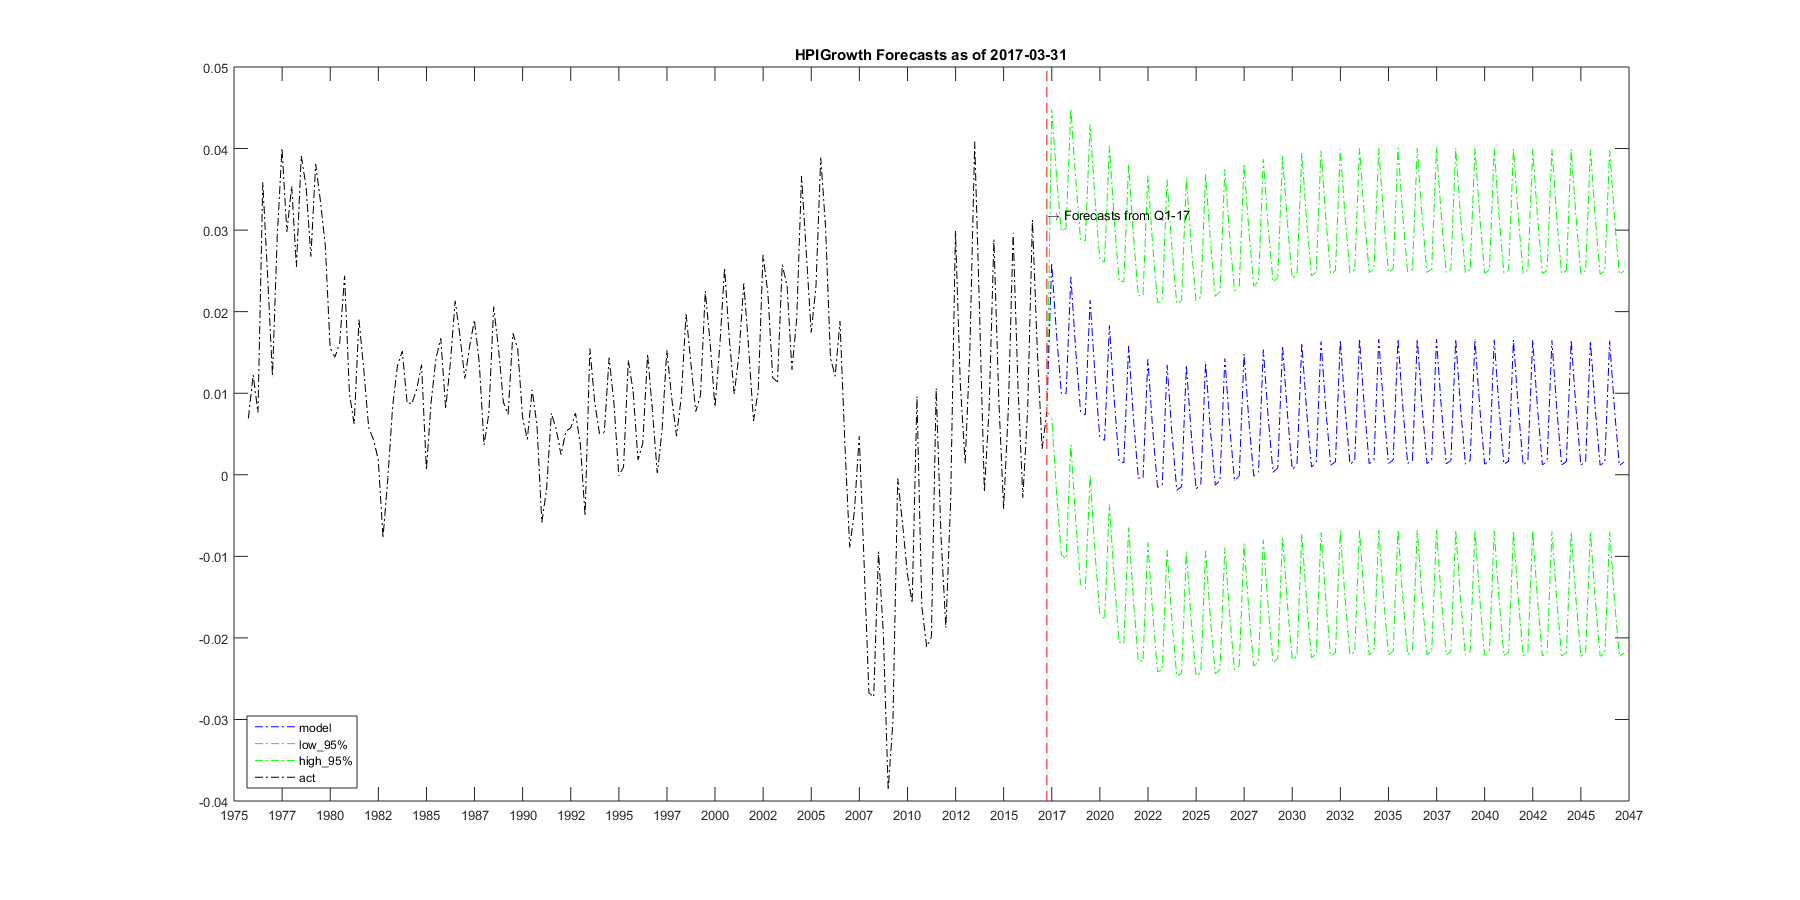 HPIGrowth Forecasts as of 2017-03-31
0.05
0.04
0.03
0.02
0.01
0
-0.01
-0.02
-0.03
-0.04
→ Forecasts from Q1-17
model
low_95%
high_95%
act
1975 1977 1980 1982 1985 1987 1990 1992 1995 1997 2000 2002 2005 2007 2010 2012 2015 2017 2020 2022 2025 2027 2030 2032 2035 2037 2040 2042 2045 2047